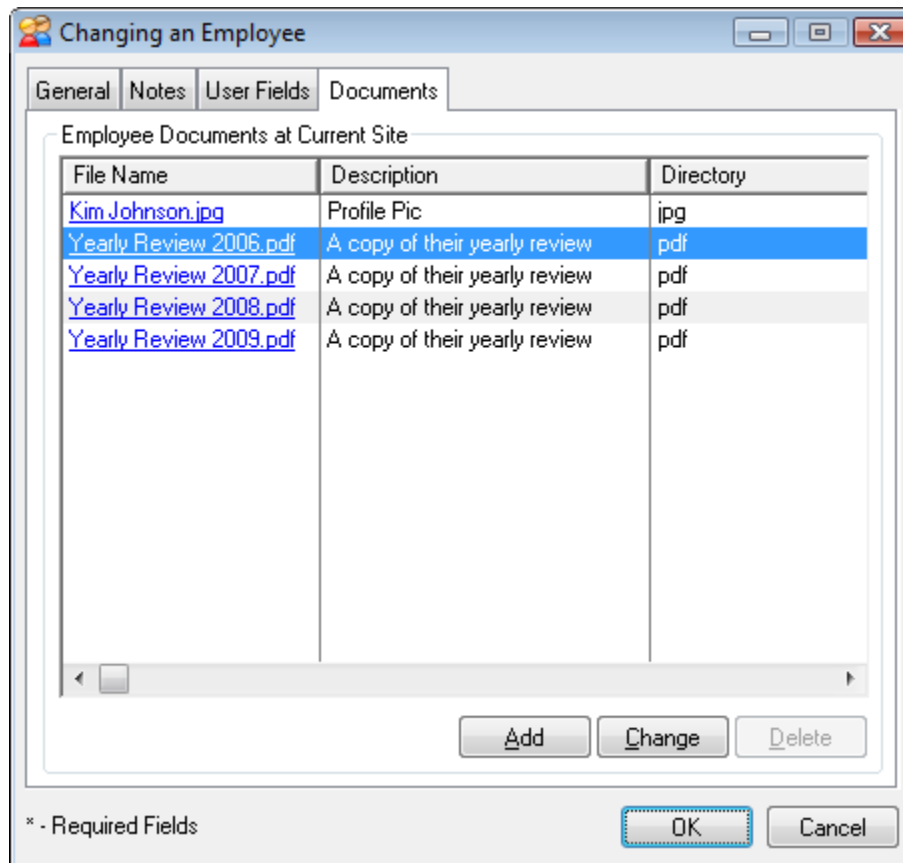 Changing an Employee
General Notes User Fields Documents
Employee Documents at Current Site
File Name Description Directory
Kim Johnson.jpg Profile Pic jpg
Yearly Review 2006.pdf A copy of their yearly review pdf
Yearly Review 2007.pdf A copy of their yearly review pdf
Yearly Review 2008.pdf A copy of their yearly review pdf
Yearly Review 2009.pdf A copy of their yearly review pdf
Add Change Delete
* - Required Fields OK Cancel